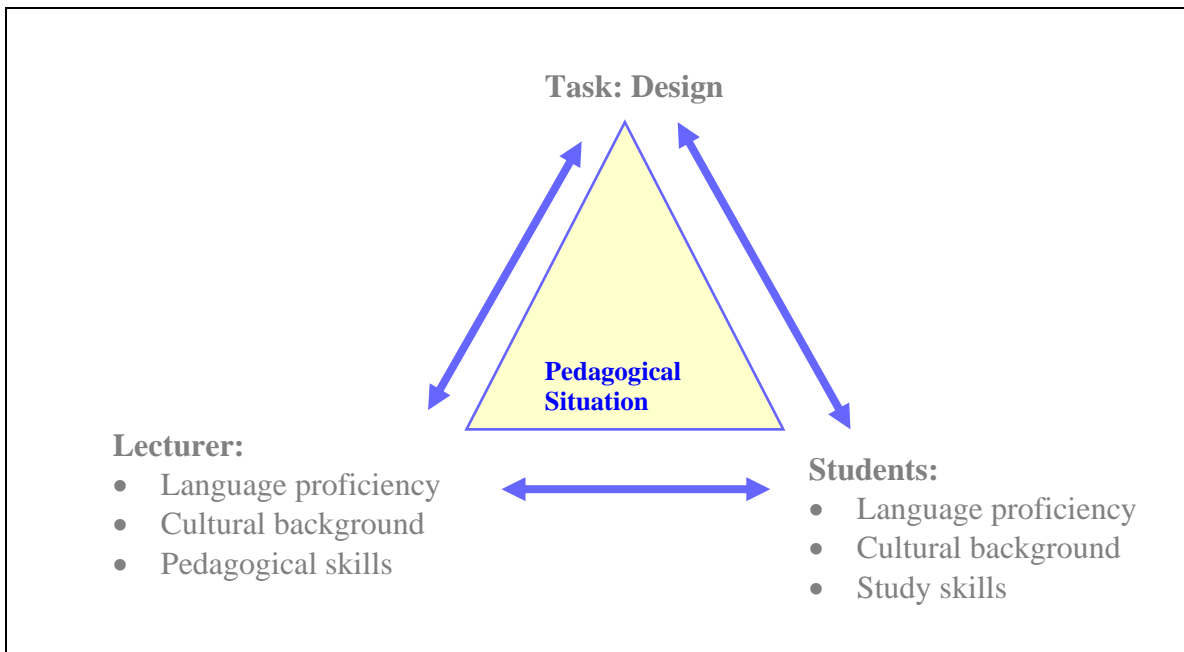 Task: Design
Pedagogical
Situation
Lecturer:
• Language proficiency
• Cultural background
• Pedagogical skills
Students:
• Language proficiency
• Cultural background
• Study skills